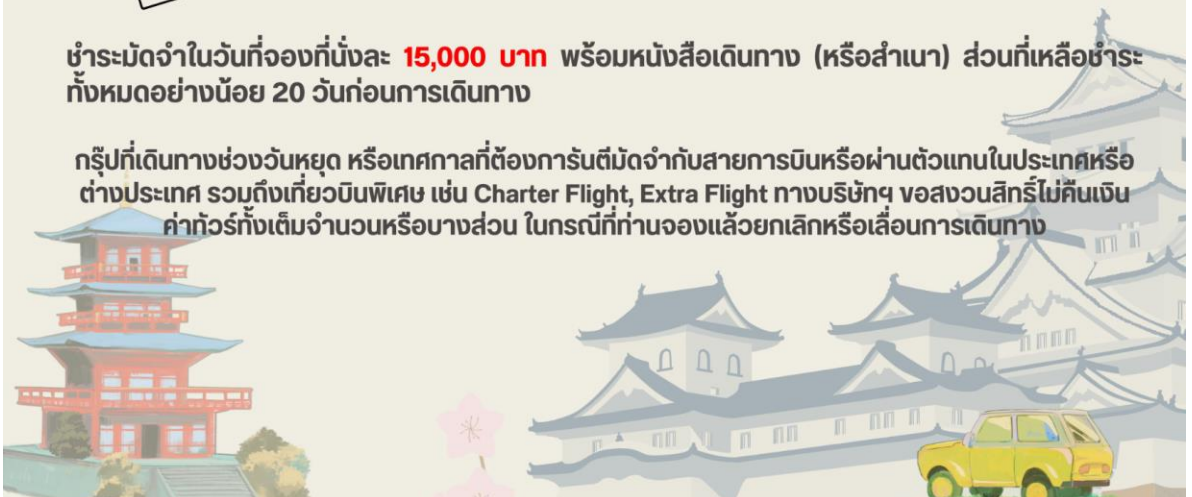 ชำระมัดจำในวันที่จองที่นั่งละ 15,000 บาท พร้อมหนังสือเดินทาง (หรือสำเนา) ส่วนที่เหลือชำระ
ทั้งหมดอย่างน้อย 20 วันก่อนการเดินทาง
กรุ๊ปที่เดินทางช่วงวันหยุด หรือเทศกาลที่ต้องการันตีมัดจำกับสายการบินหรือผ่านตัวแทนในประเทศหรือ
ต่างประเทศ รวมถึงเที่ยวบินพิเศษ เช่น Charter Flight, Extra Flight ทางบริษัทฯ ขอสงวนสิทธิ์ไม่คืนเงิน
ค่าทัวร์ทั้งเต็มจำนวนหรือบางส่วน ในกรณีที่ท่านจองแล้วยกเลิกหรือเลื่อนการเดินทาง